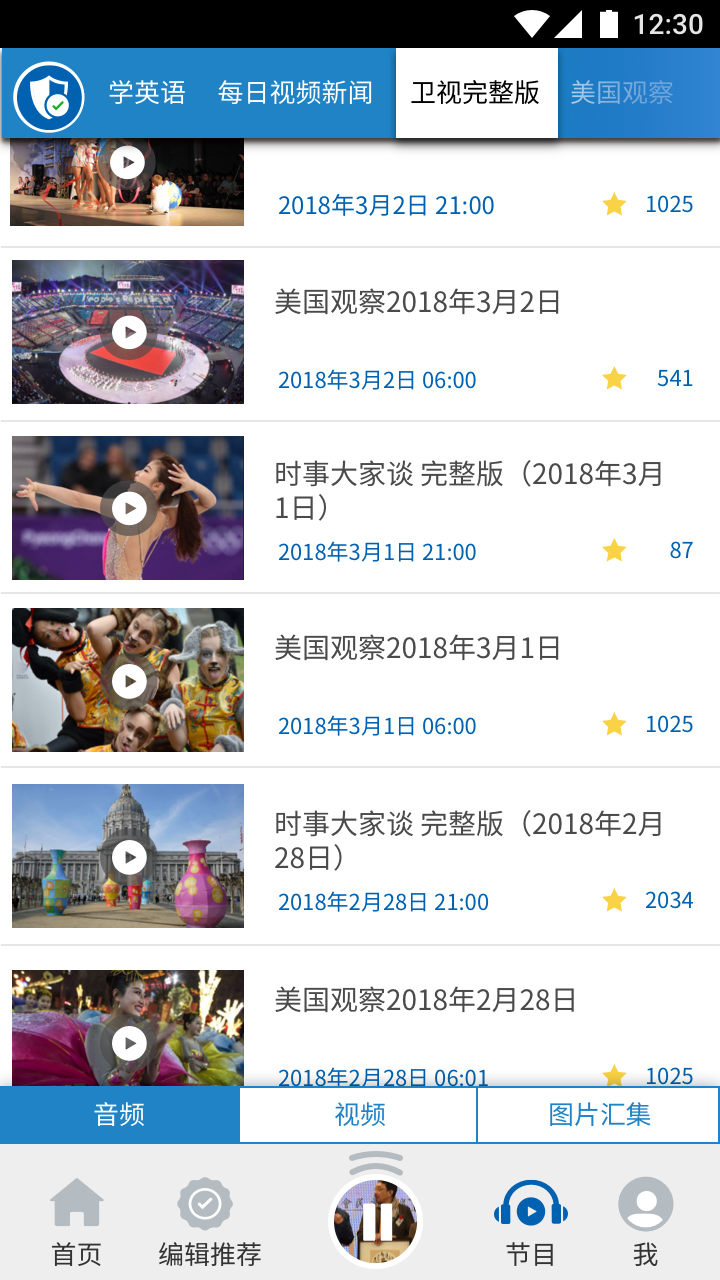 12:30
学英语 每日视频新闻 卫视完整版 美国观察
2018年3月2日 21:00 1025
美国观察2018年3月2日
2018年3月2日 06:00 541
时事大家谈 完整版（2018年3月
1日）
2018年3月1日 21:00 87
美国观察2018年3月1日
2018年3月1日 06:00 1025
时事大家谈 完整版（2018年2月
28日）
2018年2月28日 21:00 2034
美国观察2018年2月28日
2018年2月28日 06:01 1025
音频 视频 图片汇集
首页 编辑推荐 节目 我